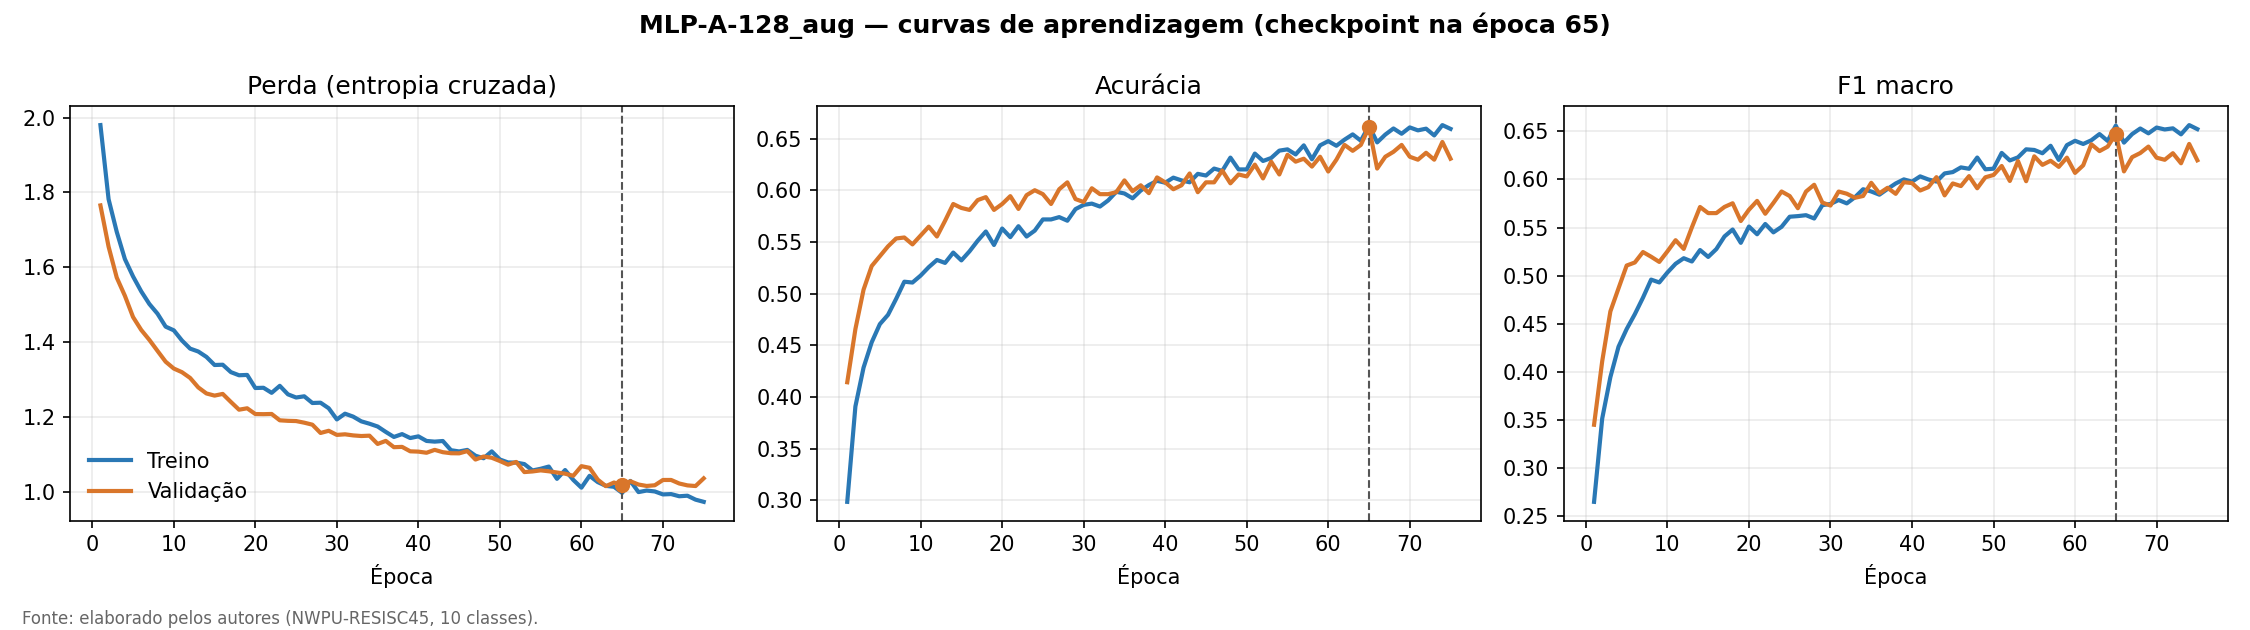 MLP-A-128_aug — curvas de aprendizagem (checkpoint na época 65)
Perda (entropia cruzada)
2.0
1.8
1.6
1.4
1.2
1.0
Treino
Validação
0 10 20 30 40 50 60 70
Época
Acurácia
0.65
0.60
0.55
0.50
0.45
0.40
0.35
0.30
0 10 20 30 40 50 60 70
Época
F1 macro
0.65
0.60
0.55
0.50
0.45
0.40
0.35
0.30
0.25
0 10 20 30 40 50 60 70
Época
Fonte: elaborado pelos autores (NWPU-RESISC45, 10 classes).